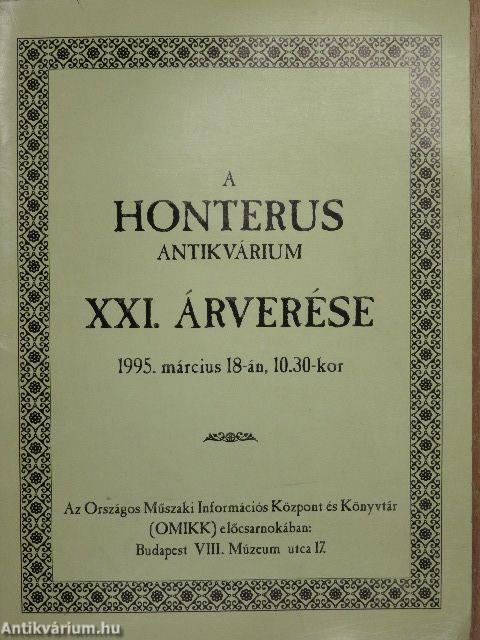 A
HONTERUS
ANTIKVÁRIUM
XXI. ÁRVERÉSE
1995. március 18-án, 10.30-kor
Az Országos Műszaki Információs Központ és Könyvtár
(OMIKK) előcsarnokában:
Budapest VIII. Múzeum utca 17.
Antikvárium.hu